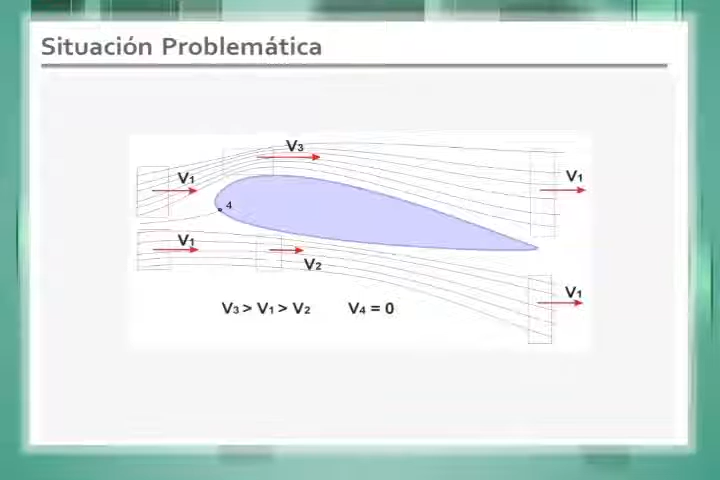 Situación Problemática
V3
V1
V1
4
V1
V2
V1
V3 > V1 > V2 V4 = 0